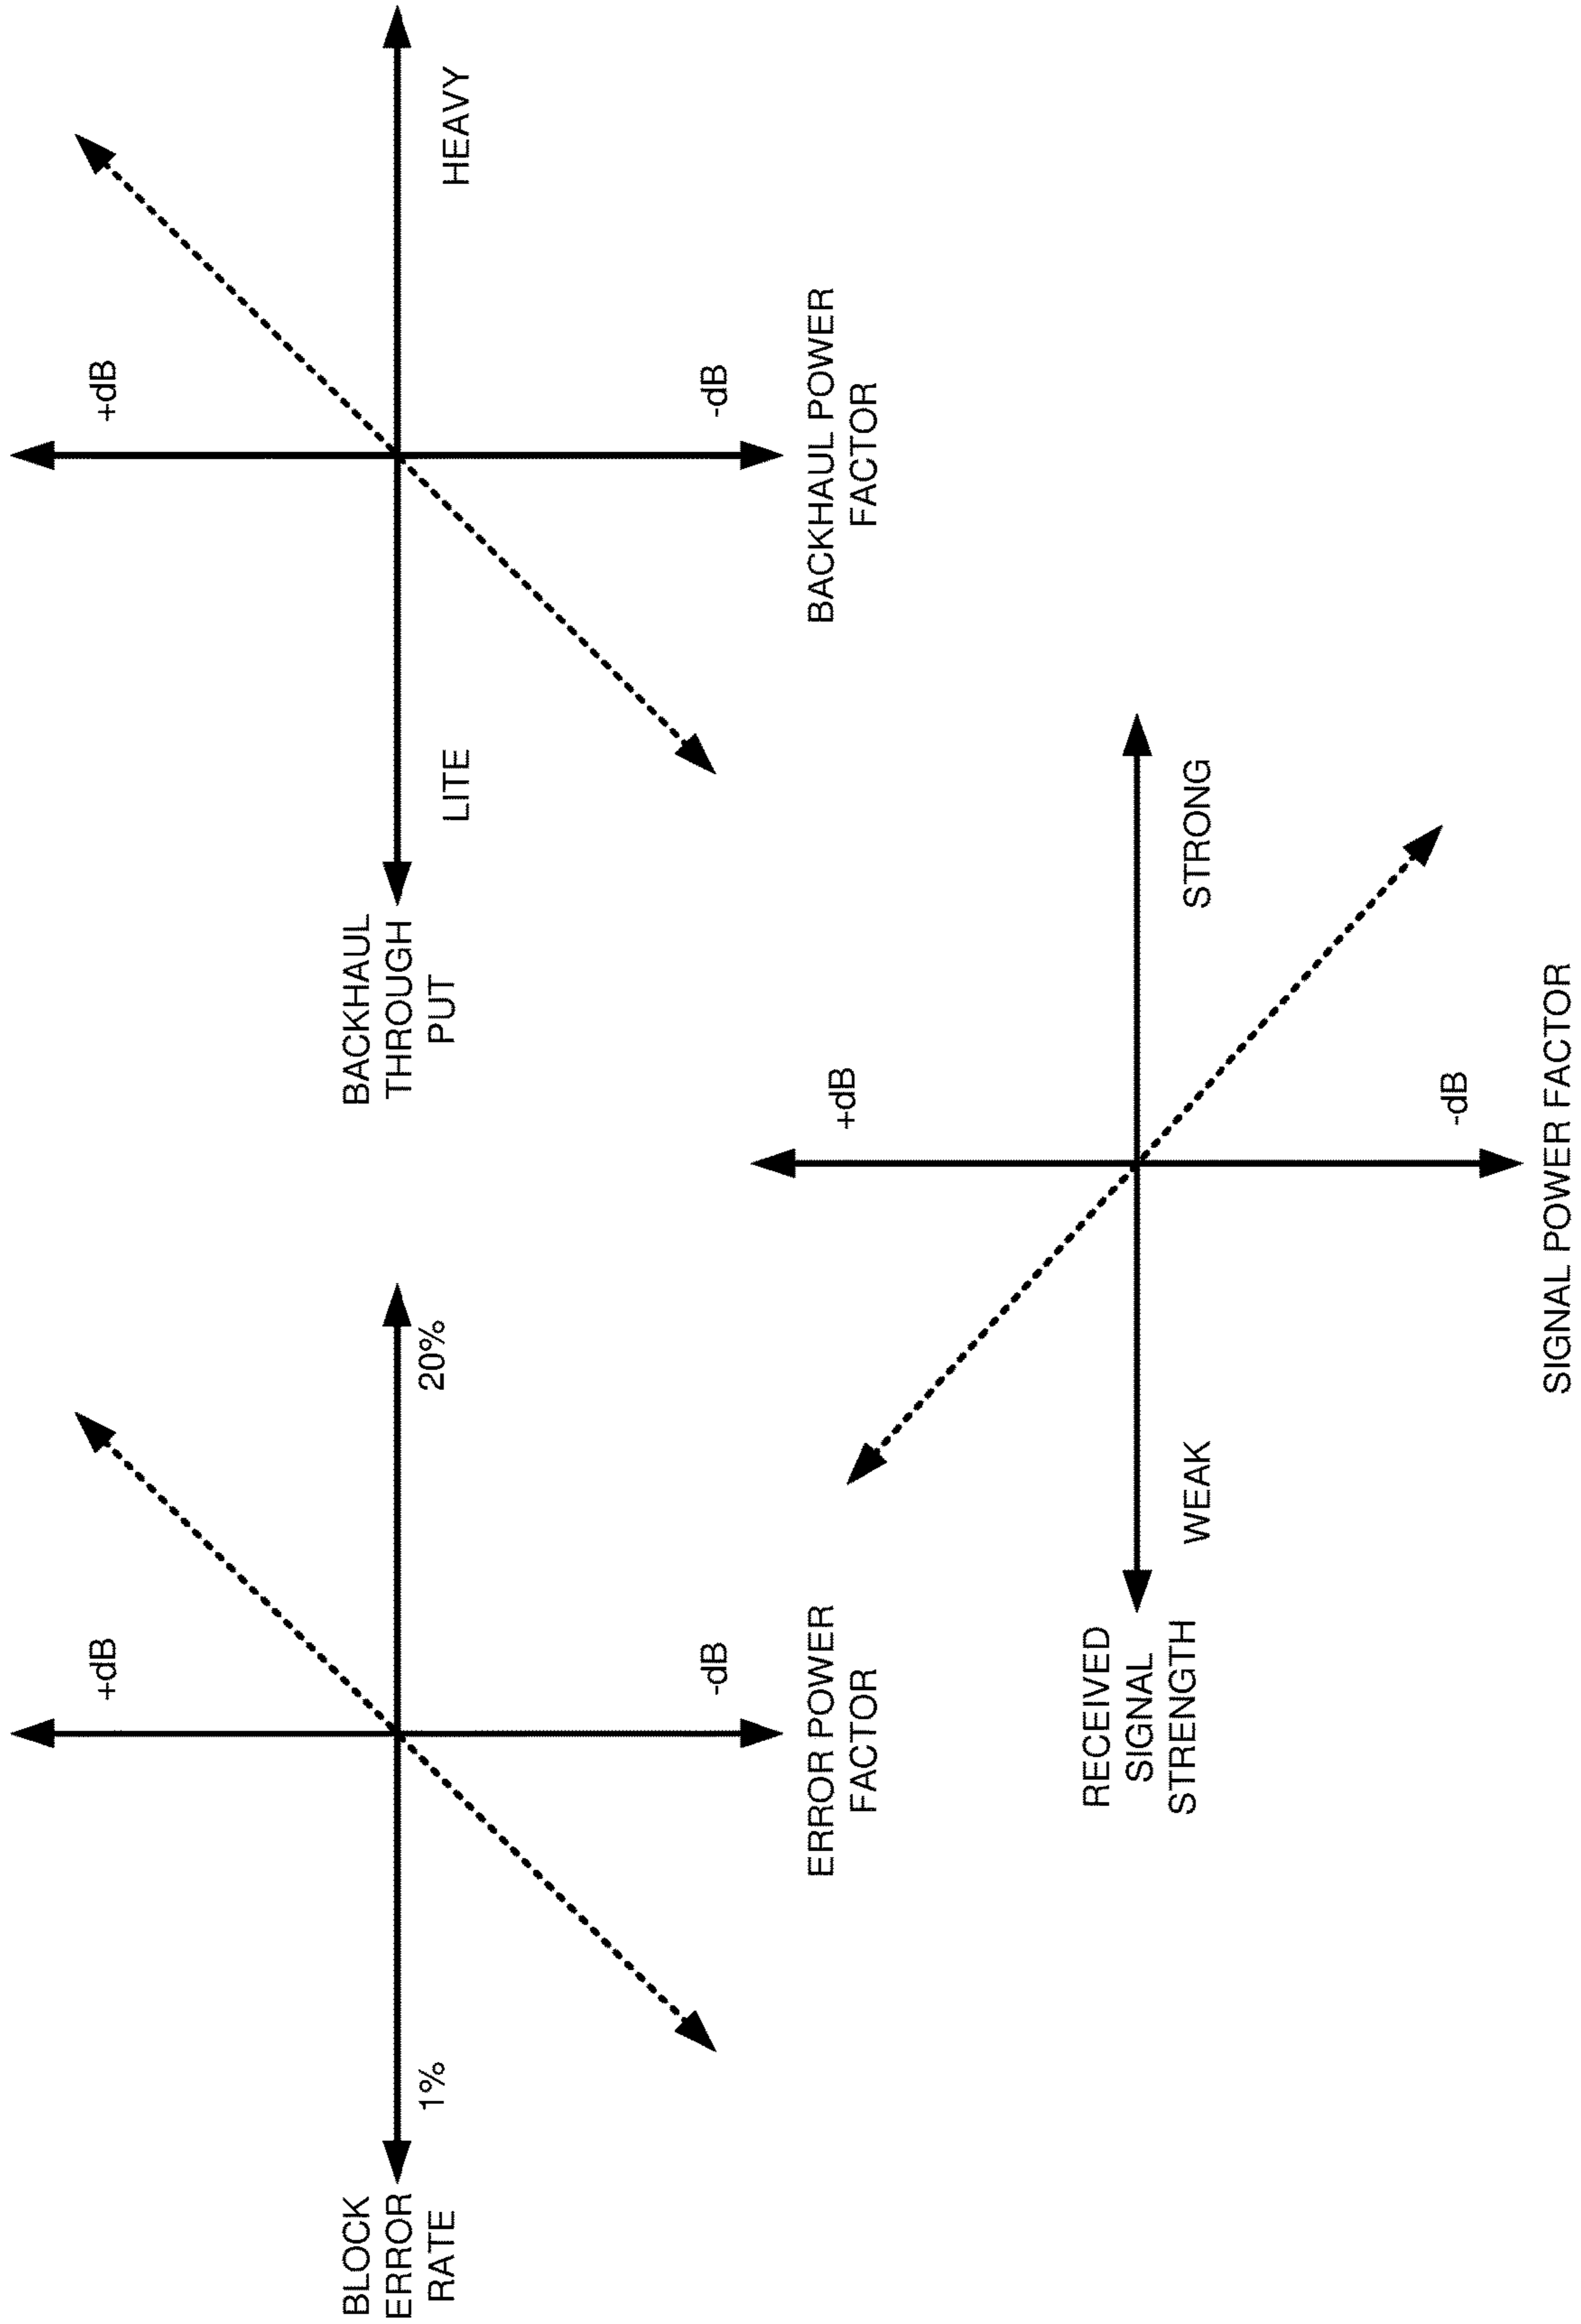 +dB
BLOCK
ERROR
RATE
1%
20%
-dB
ERROR POWER
FACTOR
+dB
BACKHAUL
THROUGH
PUT
LITE
HEAVY
-dB
BACKHAUL POWER
FACTOR
+dB
RECEIVED
SIGNAL
STRENGTH
WEAK
STRONG
-dB
SIGNAL POWER FACTOR